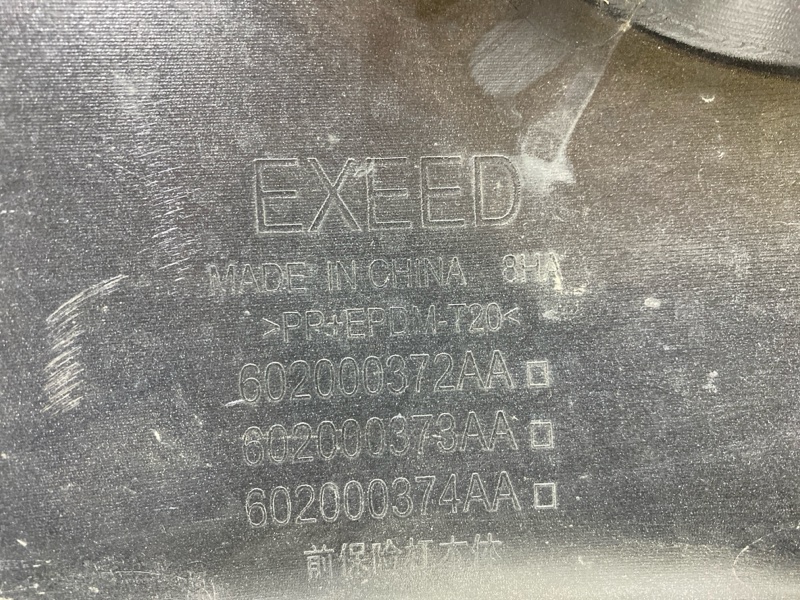 EXEED
MADE IN CHINA 8HA
>PP+EPDM-T20<
602000372AA □
602000373AA □
602000374AA □
前保险杠本体